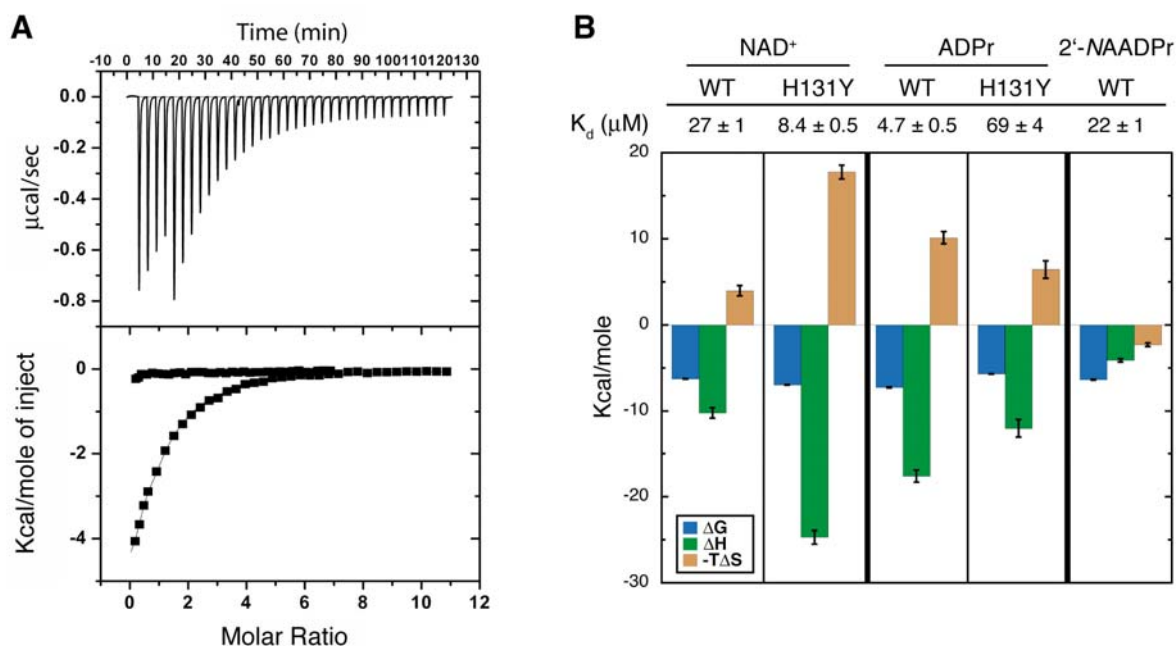 A
Time (min)
-10 0 10 20 30 40 50 60 70 80 90 100 110 120 130
0.0
-0.2
-0.4
-0.6
-0.8
µcal/sec
0
-2
-4
Kcal/mole of inject
0 2 4 6 8 10 12
Molar Ratio
B
NAD⁺ ADPr 2'-NAADPr
WT H131Y WT H131Y WT
K_d (µM) 27 ± 1 8.4 ± 0.5 4.7 ± 0.5 69 ± 4 22 ± 1
20
10
0
-10
-20
-30
Kcal/mole
ΔG
ΔH
-TΔS